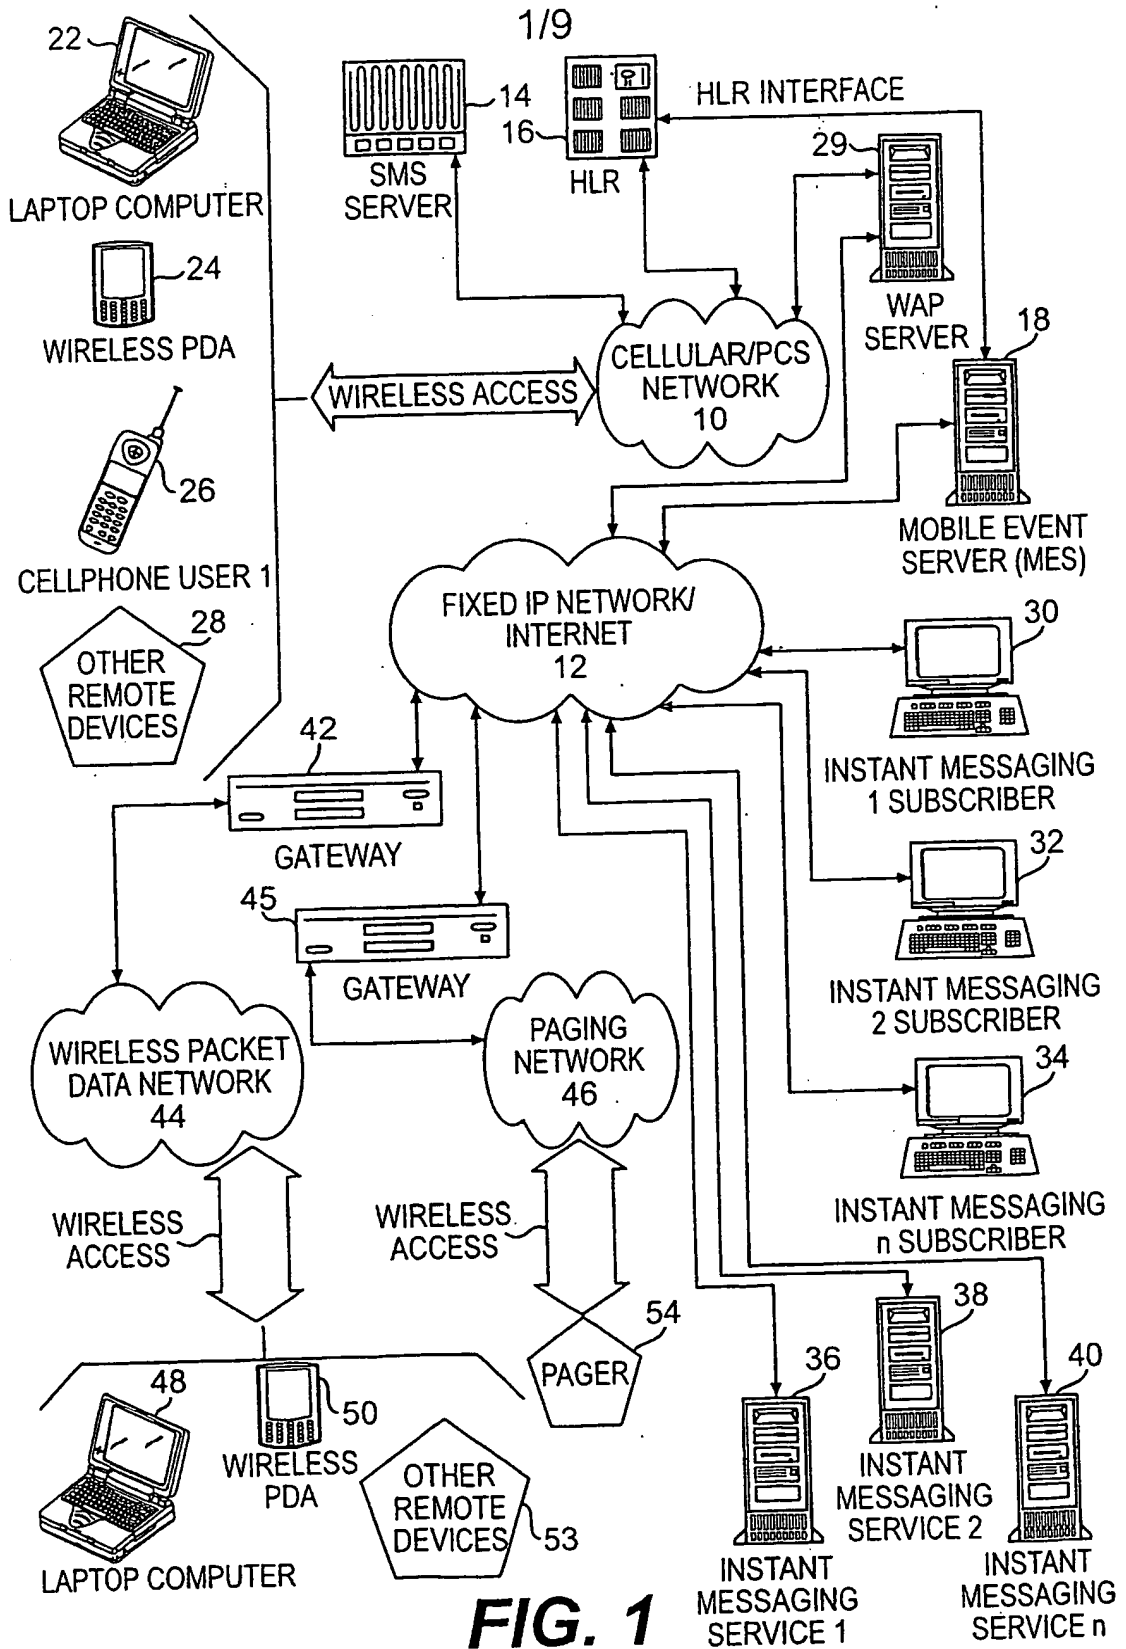 1/9
22
LAPTOP COMPUTER
24
WIRELESS PDA
26
CELLPHONE USER 1
28
OTHER
REMOTE
DEVICES
14
SMS
SERVER
16
HLR
HLR INTERFACE
29
WAP
SERVER
18
MOBILE EVENT
SERVER (MES)
WIRELESS ACCESS
CELLULAR/PCS
NETWORK
10
FIXED IP NETWORK/
INTERNET
12
30
INSTANT MESSAGING
1 SUBSCRIBER
32
INSTANT MESSAGING
2 SUBSCRIBER
34
INSTANT MESSAGING
n SUBSCRIBER
42
GATEWAY
45
GATEWAY
WIRELESS PACKET
DATA NETWORK
44
PAGING
NETWORK
46
WIRELESS
ACCESS
WIRELESS
ACCESS
48
LAPTOP COMPUTER
50
WIRELESS
PDA
OTHER
REMOTE
DEVICES
53
54
PAGER
36
INSTANT
MESSAGING
SERVICE 1
38
INSTANT
MESSAGING
SERVICE 2
40
INSTANT
MESSAGING
SERVICE n
FIG. 1